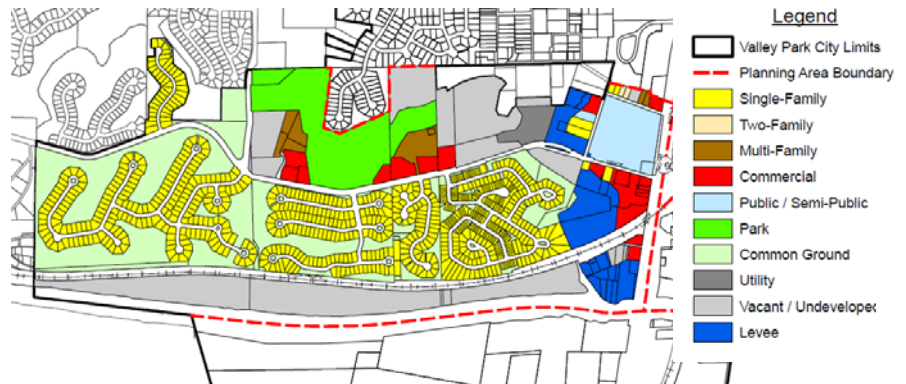 Legend
Valley Park City Limits
Planning Area Boundary
Single-Family
Two-Family
Multi-Family
Commercial
Public / Semi-Public
Park
Common Ground
Utility
Vacant / Undeveloped
Levee